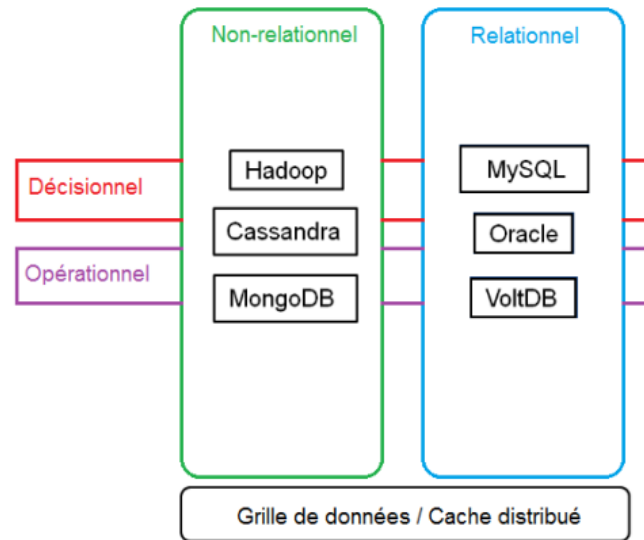 Non-relationnel
Relationnel
Décisionnel
Hadoop
MySQL
Cassandra
Oracle
Opérationnel
MongoDB
VoltDB
Grille de données / Cache distribué